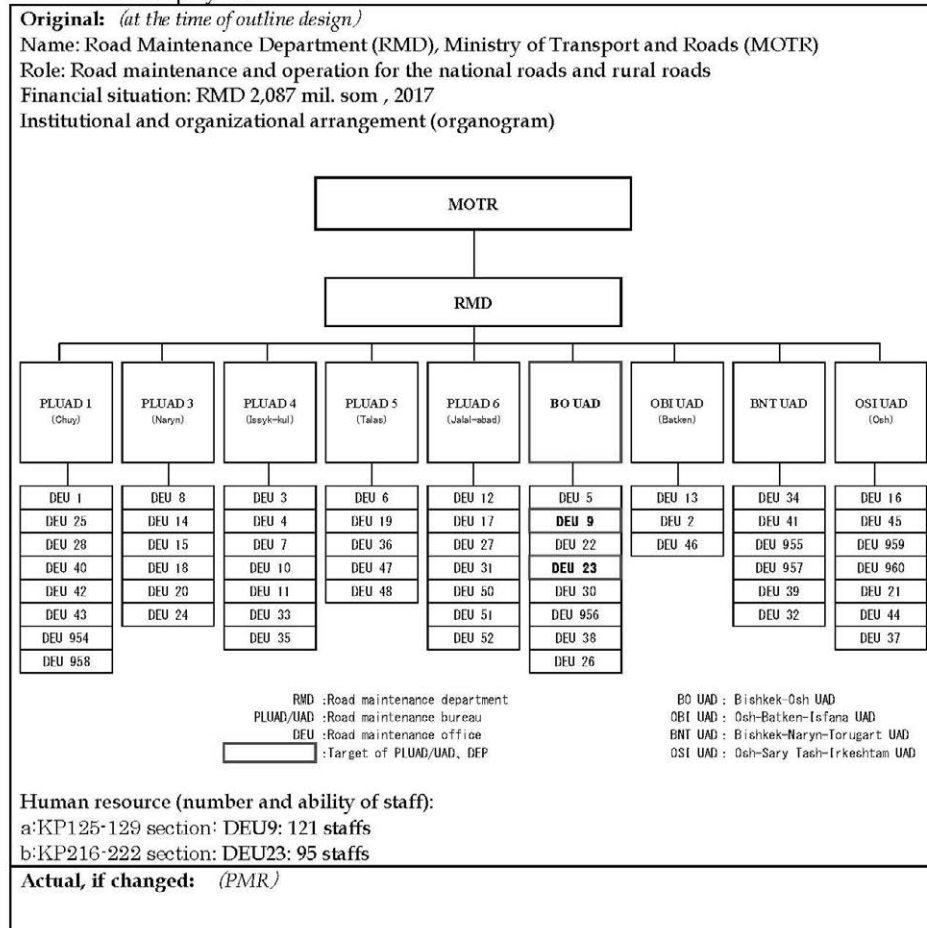 Original: (at the time of outline design)
Name: Road Maintenance Department (RMD), Ministry of Transport and Roads (MOTR)
Role: Road maintenance and operation for the national roads and rural roads
Financial situation: RMD 2,087 mil. som , 2017
Institutional and organizational arrangement (organogram)
MOTR
RMD
PLUAD 1
(Chuy)
PLUAD 3
(Naryn)
PLUAD 4
(Issyk-kul)
PLUAD 5
(Talas)
PLUAD 6
(Jalal-abad)
BO UAD
OBI UAD
(Batken)
BNT UAD
OSI UAD
(Osh)
DEU 1
DEU 25
DEU 28
DEU 40
DEU 42
DEU 43
DEU 954
DEU 958
DEU 8
DEU 14
DEU 15
DEU 18
DEU 20
DEU 24
DEU 3
DEU 4
DEU 7
DEU 10
DEU 11
DEU 33
DEU 35
DEU 6
DEU 19
DEU 36
DEU 47
DEU 48
DEU 12
DEU 17
DEU 27
DEU 31
DEU 50
DEU 51
DEU 52
DEU 5
DEU 9
DEU 22
DEU 23
DEU 30
DEU 956
DEU 38
DEU 26
DEU 13
DEU 2
DEU 46
DEU 34
DEU 41
DEU 955
DEU 957
DEU 39
DEU 32
DEU 16
DEU 45
DEU 959
DEU 960
DEU 21
DEU 44
DEU 37
RMD :Road maintenance department
PLUAD/UAD :Road maintenance bureau
DEU :Road maintenance office
:Target of PLUAD/UAD, DEP
BO UAD : Bishkek-Osh UAD
OBI UAD : Osh-Batken-Isfana UAD
BNT UAD : Bishkek-Naryn-Torugart UAD
OSI UAD : Osh-Sary Tash-Irkeshtam UAD
Human resource (number and ability of staff):
a:KP125-129 section: DEU9: 121 staffs
b:KP216-222 section: DEU23: 95 staffs
Actual, if changed: (PMR)